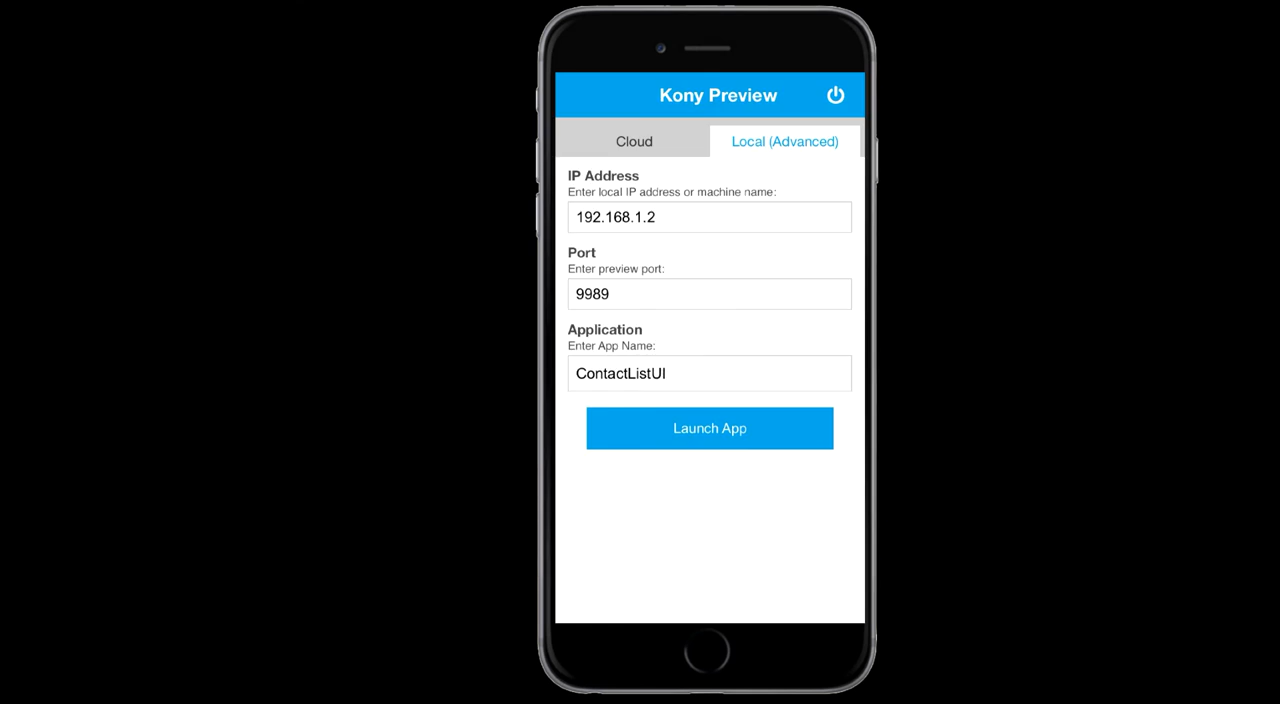 Kony Preview
Cloud
Local (Advanced)
IP Address
Enter local IP address or machine name:
192.168.1.2
Port
Enter preview port:
9989
Application
Enter App Name:
ContactListUI
Launch App